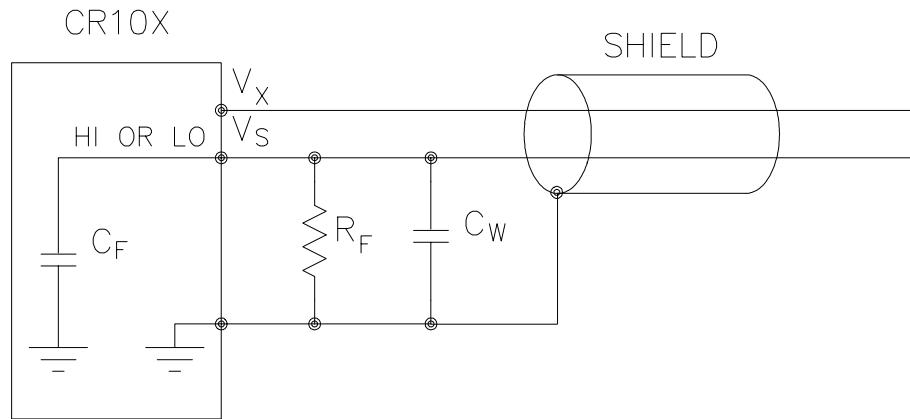 CR10X
SHIELD
VX
HI OR LO
VS
CF
RF
CW